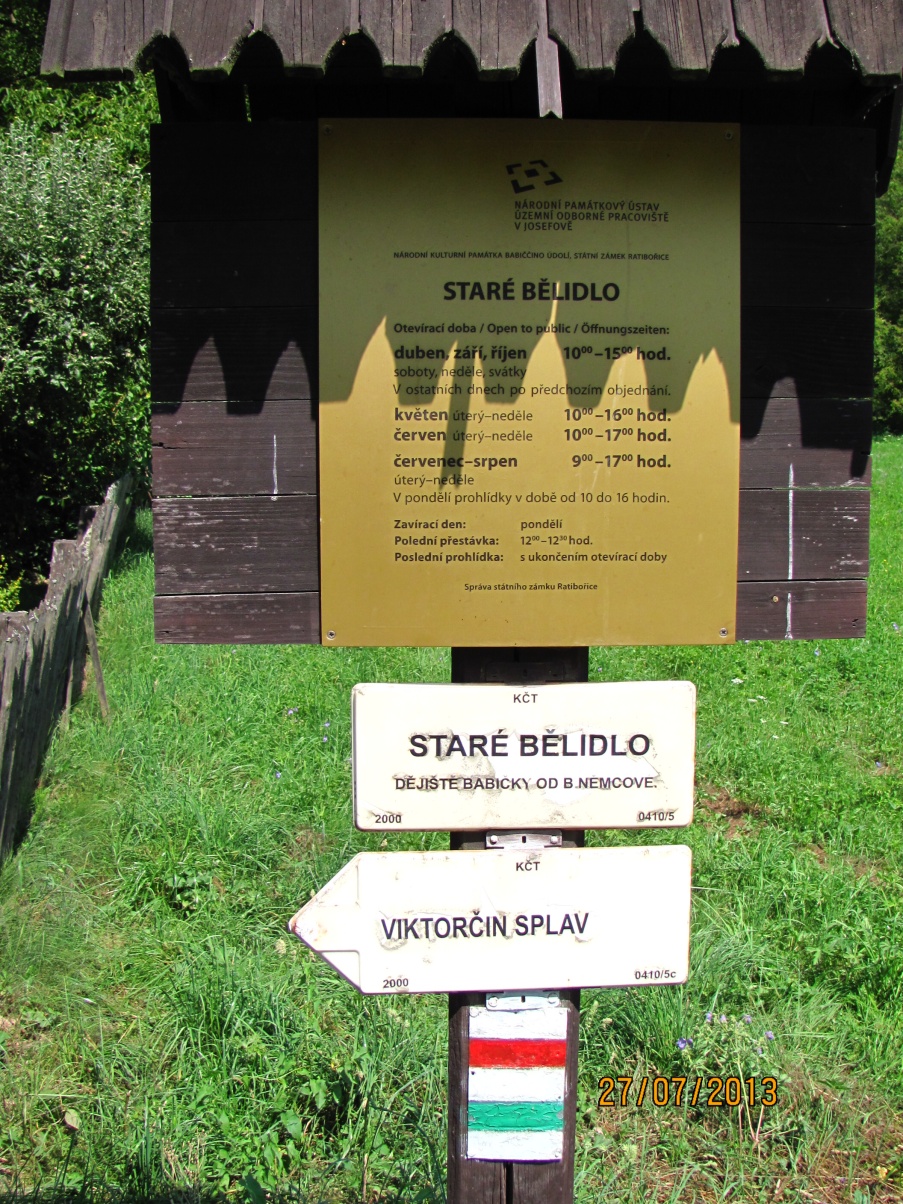 NÁRODNÍ PAMÁTKOVÝ ÚSTAV
ÚZEMNÍ ODBORNÉ PRACOVIŠTĚ
V JOSEFOVĚ
NÁRODNÍ KULTURNÍ PAMÁTKA BABIČČINO ÚDOLÍ, STÁTNÍ ZÁMEK RATIBOŘICE
STARÉ BĚLIDLO
Otevírací doba / Open to public / Öffnungszeiten:
duben, září, říjen 10⁰⁰–15⁰⁰ hod.
soboty, neděle, svátky
V ostatních dnech po předchozím objednání.
květen úterý–neděle 10⁰⁰–16⁰⁰ hod.
červen úterý–neděle 10⁰⁰–17⁰⁰ hod.
červenec–srpen 9⁰⁰–17⁰⁰ hod.
úterý–neděle
V pondělí prohlídky v době od 10 do 16 hodin.
Zavírací den: pondělí
Polední přestávka: 12⁰⁰–12³⁰ hod.
Poslední prohlídka: s ukončením otevírací doby
Správa státního zámku Ratibořice
KČT
STARÉ BĚLIDLO
DĚJIŠTĚ BABIČKY OD B.NĚMCOVÉ.
2000 0410/5
KČT
VIKTORČIN SPLAV
2000 0410/5c
27/07/2013